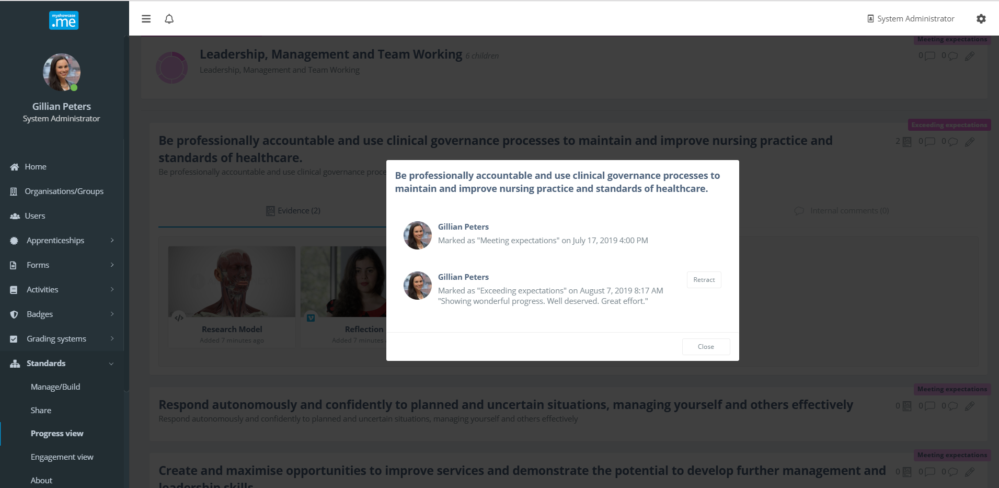 myshowcase
.me
System Administrator
Gillian Peters
System Administrator
Home
Organisations/Groups
Users
Apprenticeships
Forms
Activities
Badges
Grading systems
Standards
Manage/Build
Share
Progress view
Engagement view
About
Meeting expectations
Leadership, Management and Team Working 6 children
0 0
Leadership, Management and Team Working
Exceeding expectations
Be professionally accountable and use clinical governance processes to maintain and improve nursing practice and
2 0 0
standards of healthcare.
Be professionally accountable and use clinical governance proce
Evidence (2)
Internal comments (0)
Research Model
Added 7 minutes ago
Reflection
Added 7 minutes
Be professionally accountable and use clinical governance processes to
maintain and improve nursing practice and standards of healthcare.
Gillian Peters
Marked as "Meeting expectations" on July 17, 2019 4:00 PM
Gillian Peters
Retract
Marked as "Exceeding expectations" on August 7, 2019 8:17 AM
"Showing wonderful progress. Well deserved. Great effort."
Close
Meeting expectations
Respond autonomously and confidently to planned and uncertain situations, managing yourself and others effectively
0 0 0
Respond autonomously and confidently to planned and uncertain situations, managing yourself and others effectively
Meeting expectations
Create and maximise opportunities to improve services and demonstrate the potential to develop further management and
0 0 0
leadership skills